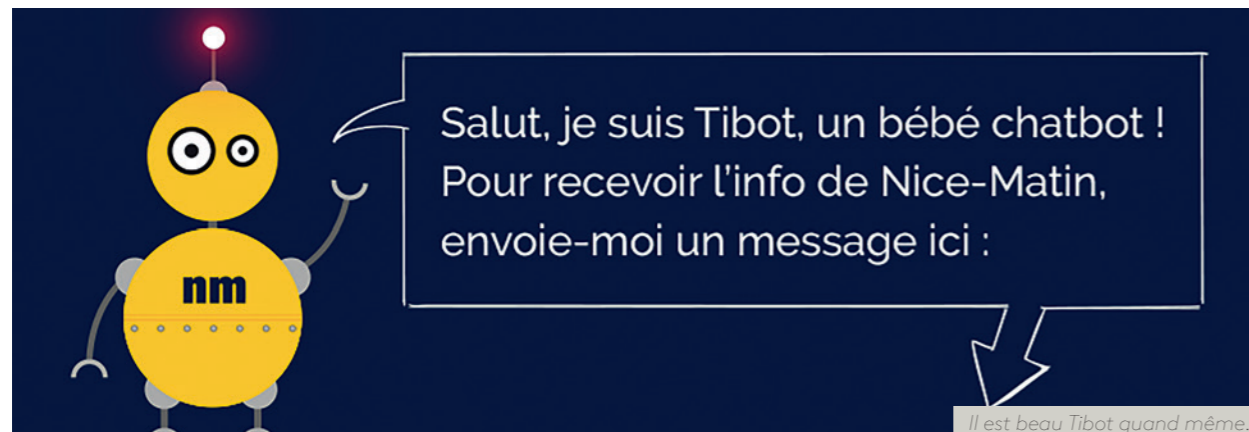 Salut, je suis Tibot, un bébé chatbot !
Pour recevoir l'info de Nice-Matin,
envoie-moi un message ici :
nm
Il est beau Tibot quand même.